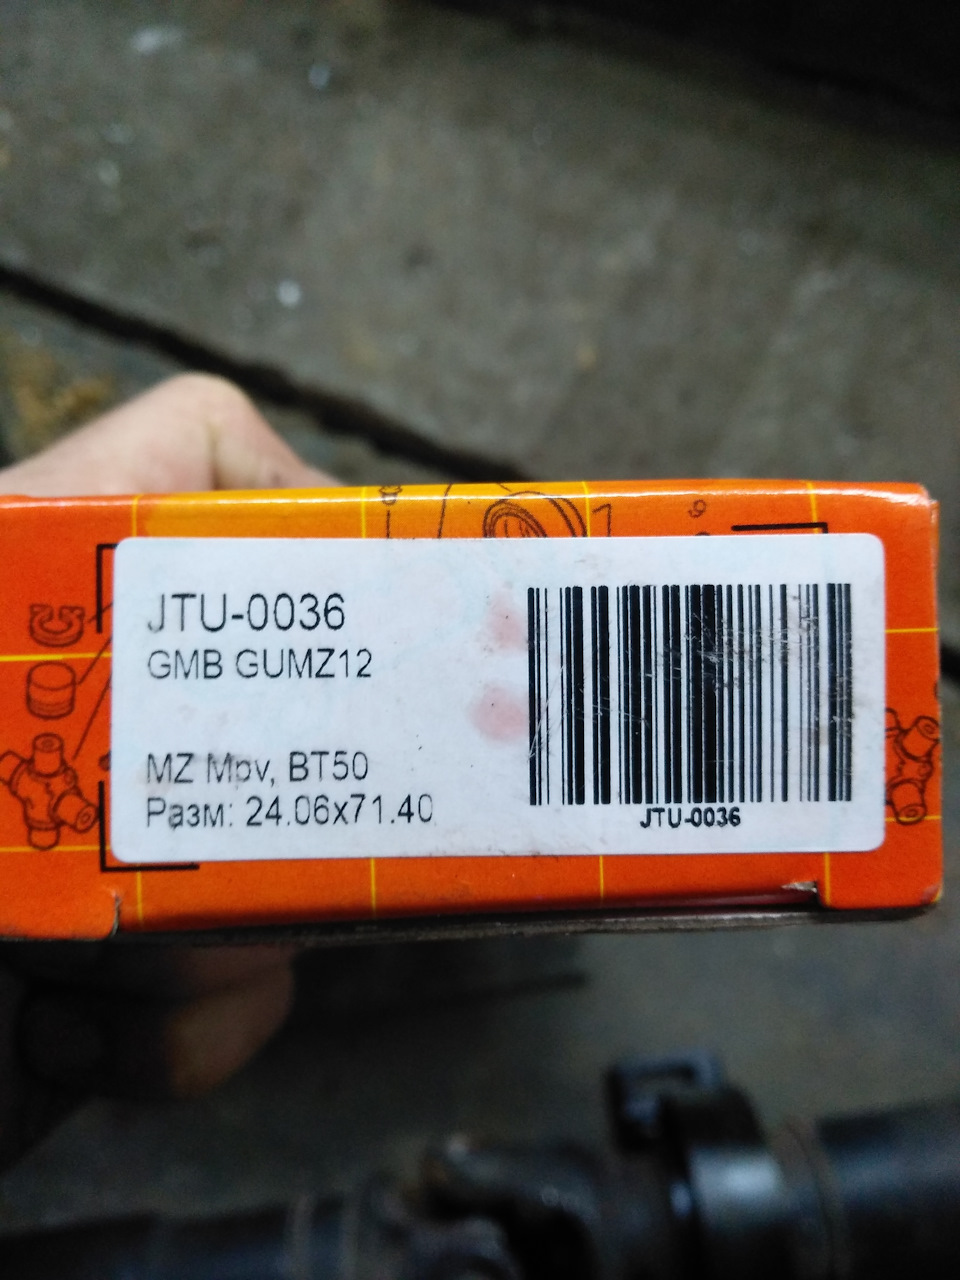 JTU-0036
GMB GUMZ12
MZ Mpv, BT50
Разм: 24.06x71.40
JTU-0036